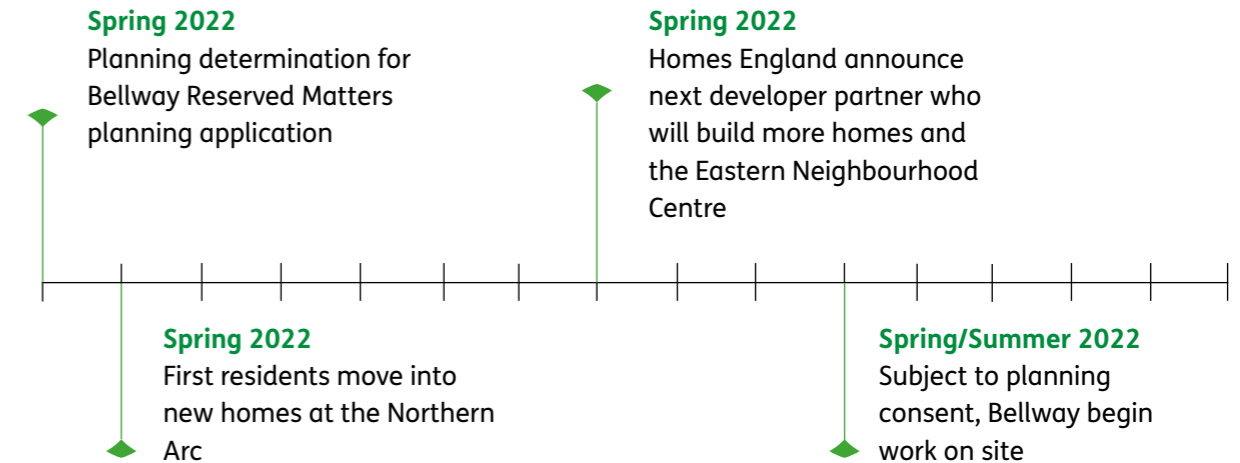 Spring 2022
Planning determination for
Bellway Reserved Matters
planning application
Spring 2022
Homes England announce
next developer partner who
will build more homes and
the Eastern Neighbourhood
Centre
Spring 2022
First residents move into
new homes at the Northern
Arc
Spring/Summer 2022
Subject to planning
consent, Bellway begin
work on site